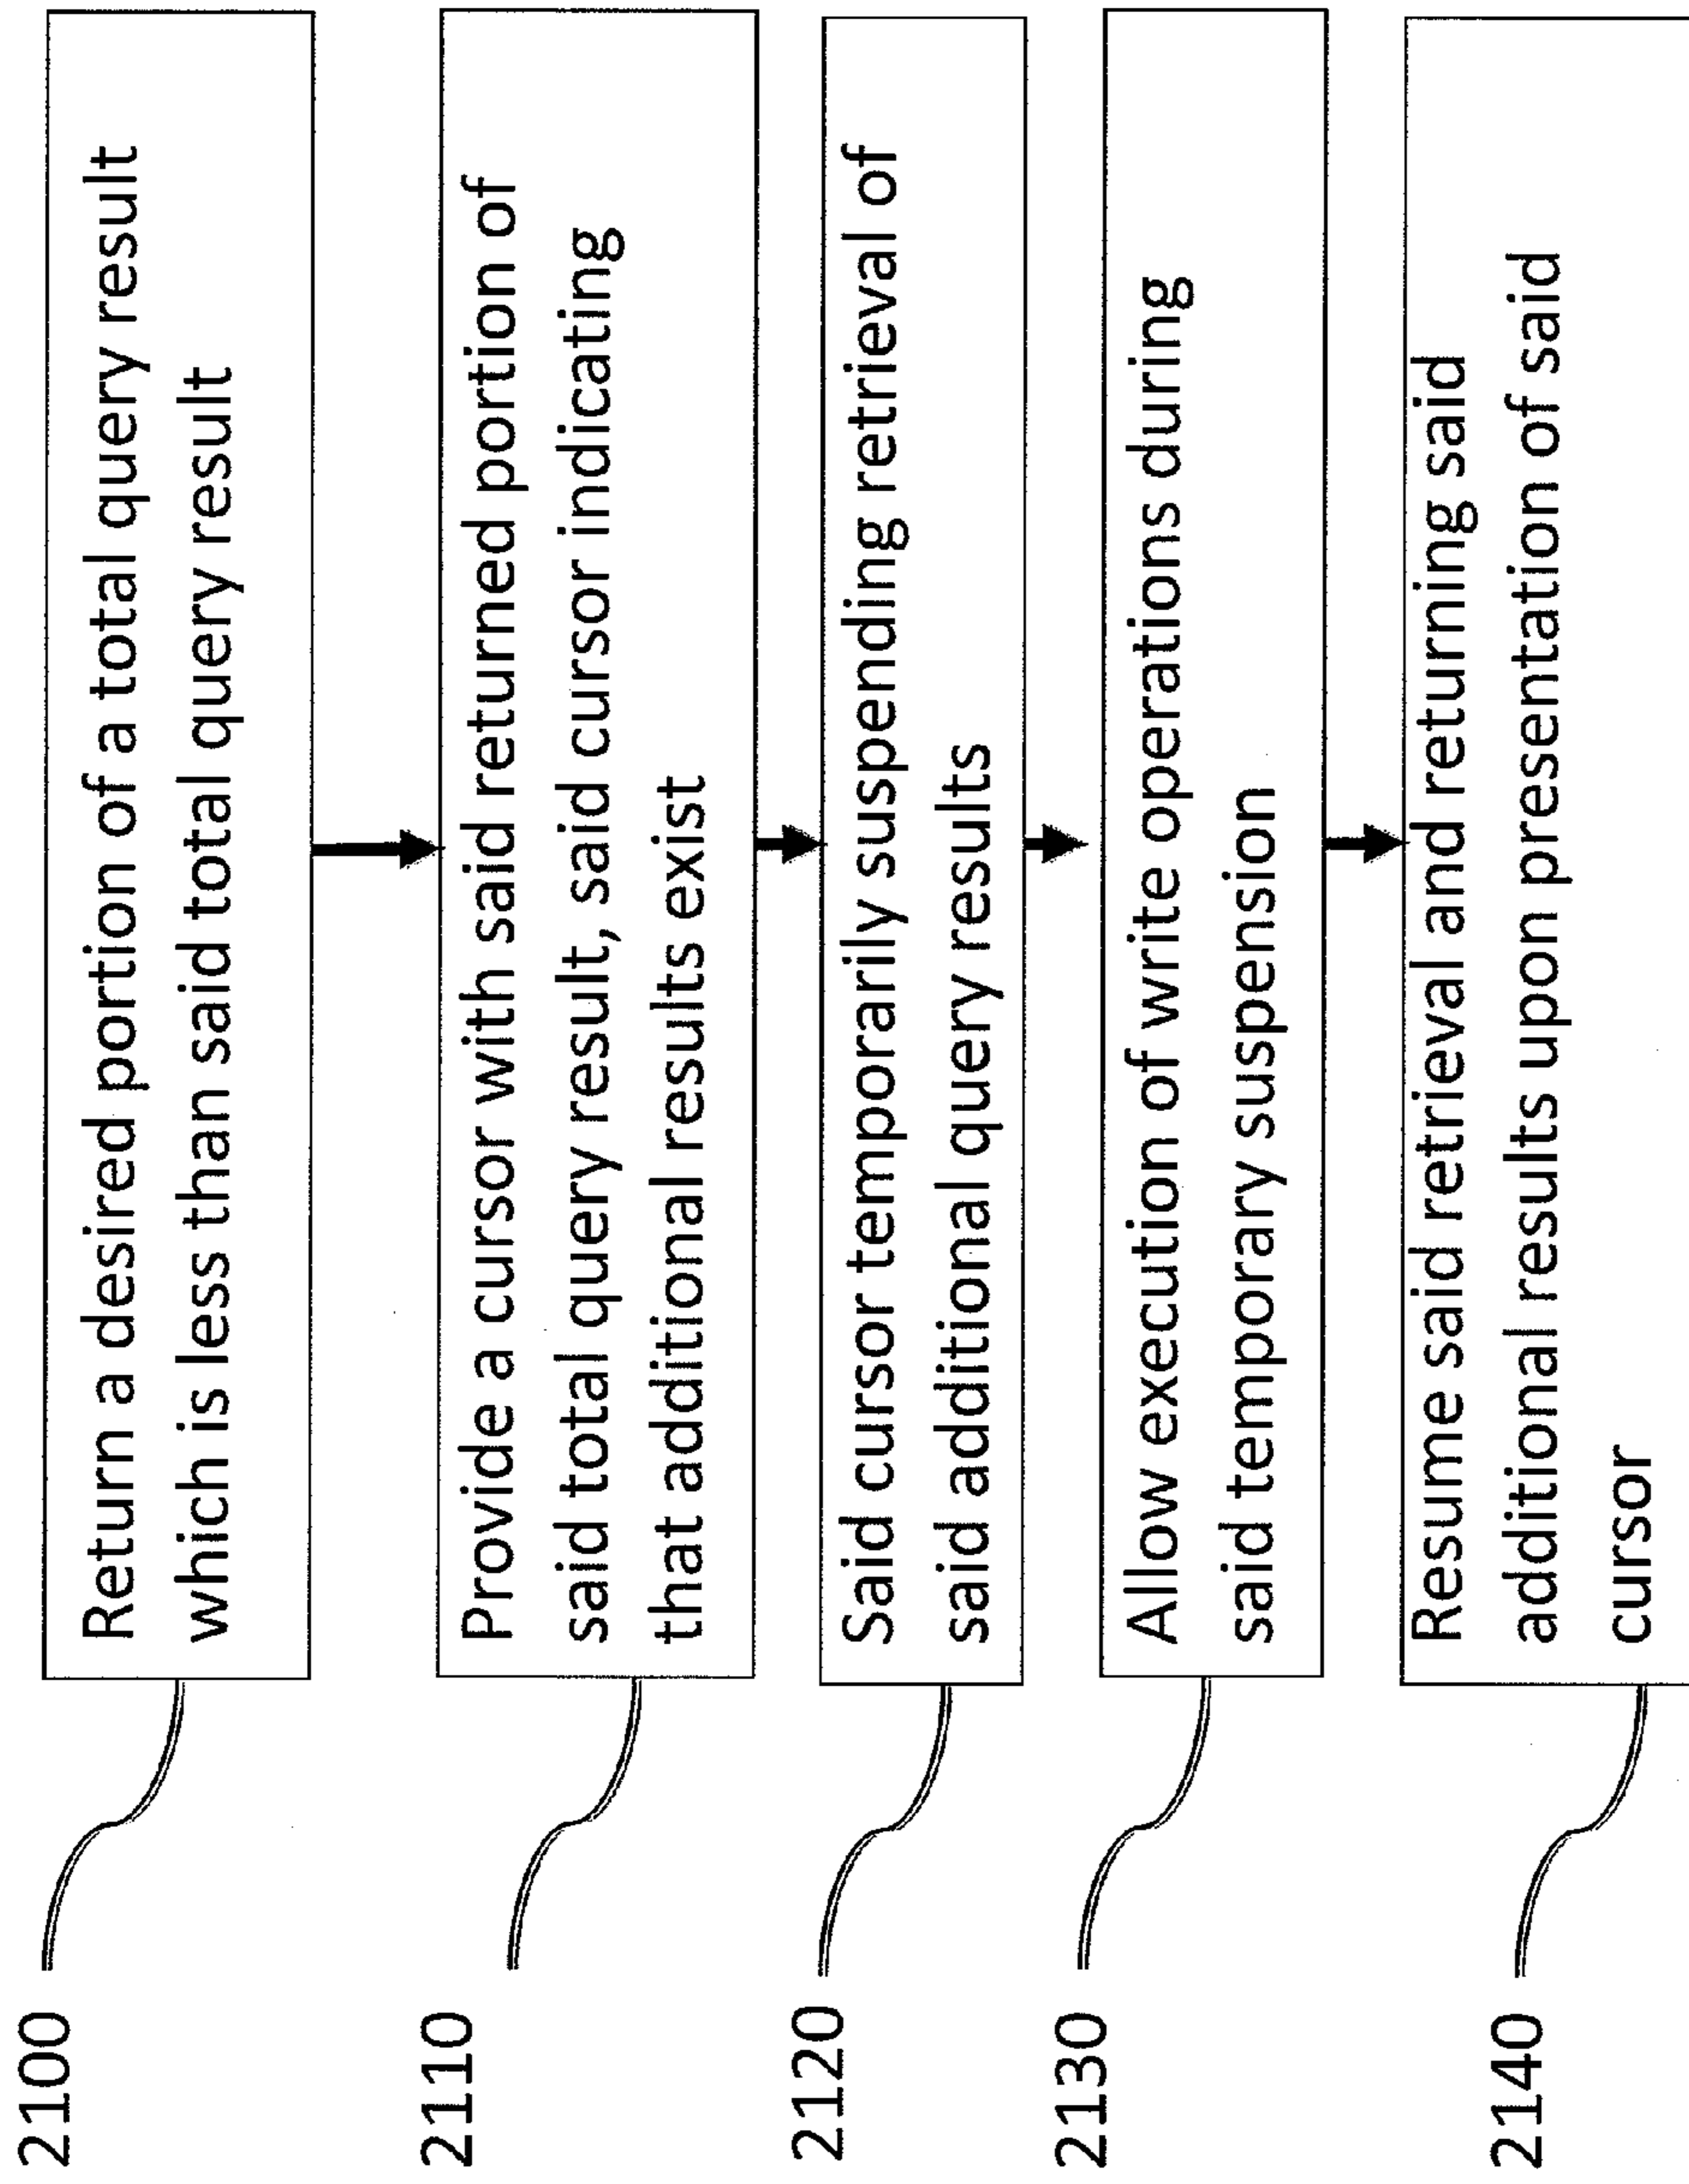 2100
Return a desired portion of a total query result
which is less than said total query result
2110
Provide a cursor with said returned portion of
said total query result, said cursor indicating
that additional results exist
2120
Said cursor temporarily suspending retrieval of
said additional query results
2130
Allow execution of write operations during
said temporary suspension
2140
Resume said retrieval and returning said
additional results upon presentation of said
cursor